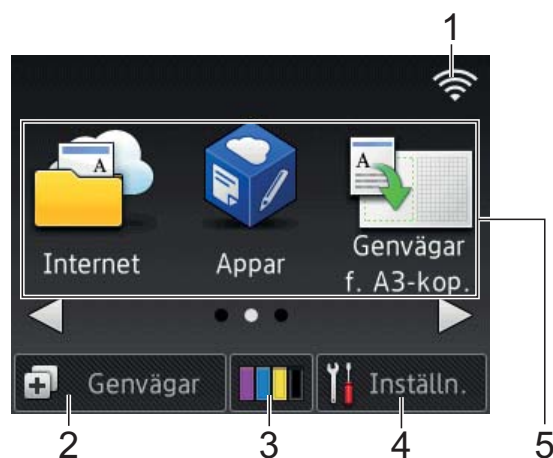 1
A
A
Internet
Appar
Genvägar
f. A3-kop.
Genvägar
Inställn.
2
3
4
5